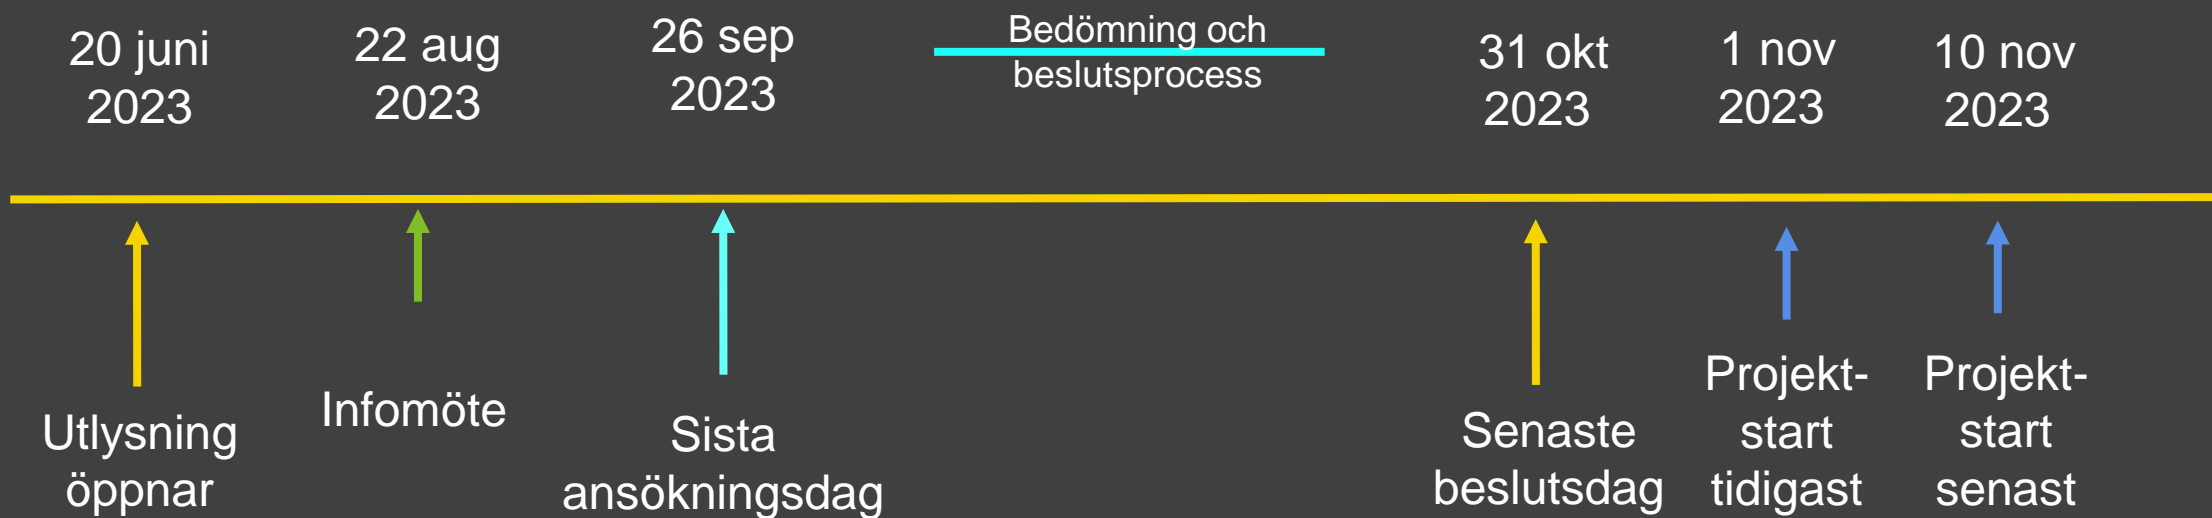 20 juni
2023
22 aug
2023
26 sep
2023
Bedömning och
beslutsprocess
31 okt
2023
1 nov
2023
10 nov
2023
Utlysning
öppnar
Infomöte
Sista
ansökningsdag
Senaste
beslutsdag
Projekt-
start
tidigast
Projekt-
start
senast